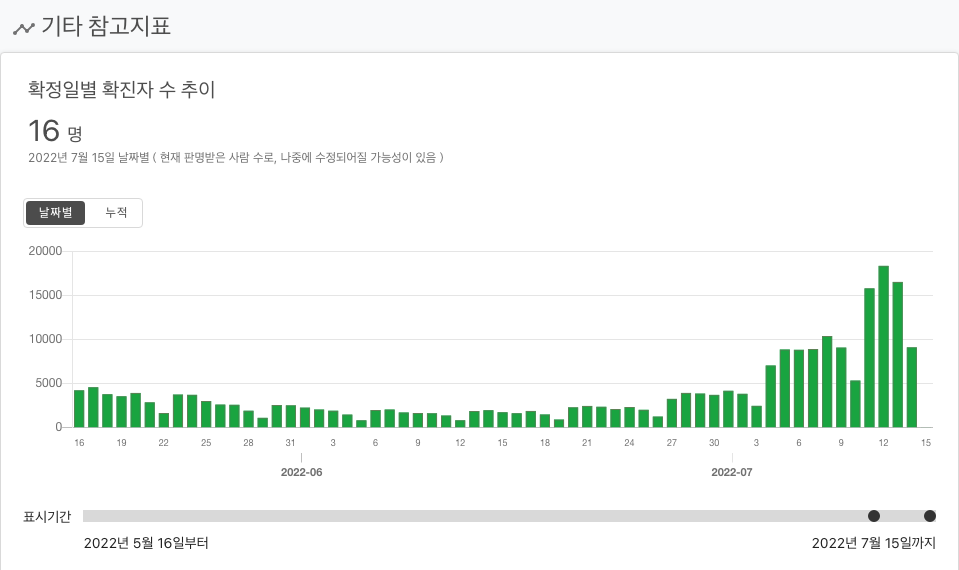 기타 참고지표
확정일별 확진자 수 추이
16 명
2022년 7월 15일 날짜별 ( 현재 판명받은 사람 수로, 나중에 수정되어질 가능성이 있음 )
날짜별 누적
20000
15000
10000
5000
0
16 19 22 25 28 31 3 6 9 12 15 18 21 24 27 30 3 6 9 12 15
2022-06 2022-07
표시기간
2022년 5월 16일부터 2022년 7월 15일까지